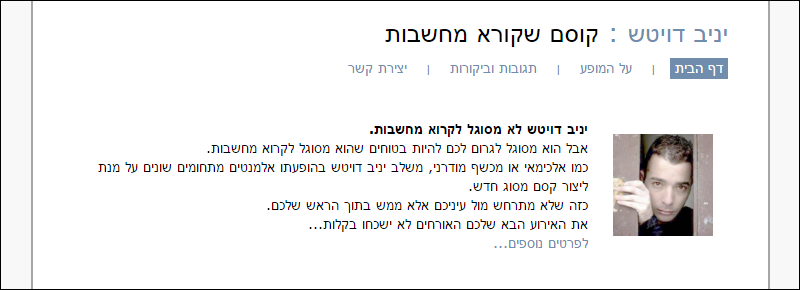 יניב דויטש : קוסם שקורא מחשבות
דף הבית | על המופע | תגובות וביקורות | יצירת קשר
יניב דויטש לא מסוגל לקרוא מחשבות.
אבל הוא מסוגל לגרום לכם להיות בטוחים שהוא מסוגל לקרוא מחשבות.
כמו אלכימאי או מכשף מודרני, משלב יניב דויטש בהופעתו אלמנטים מתחומים שונים על מנת
ליצור קסם מסוג חדש.
כזה שלא מתרחש מול עיניכם אלא ממש בתוך הראש שלכם.
את האירוע הבא שלכם האורחים לא ישכחו בקלות...
לפרטים נוספים...